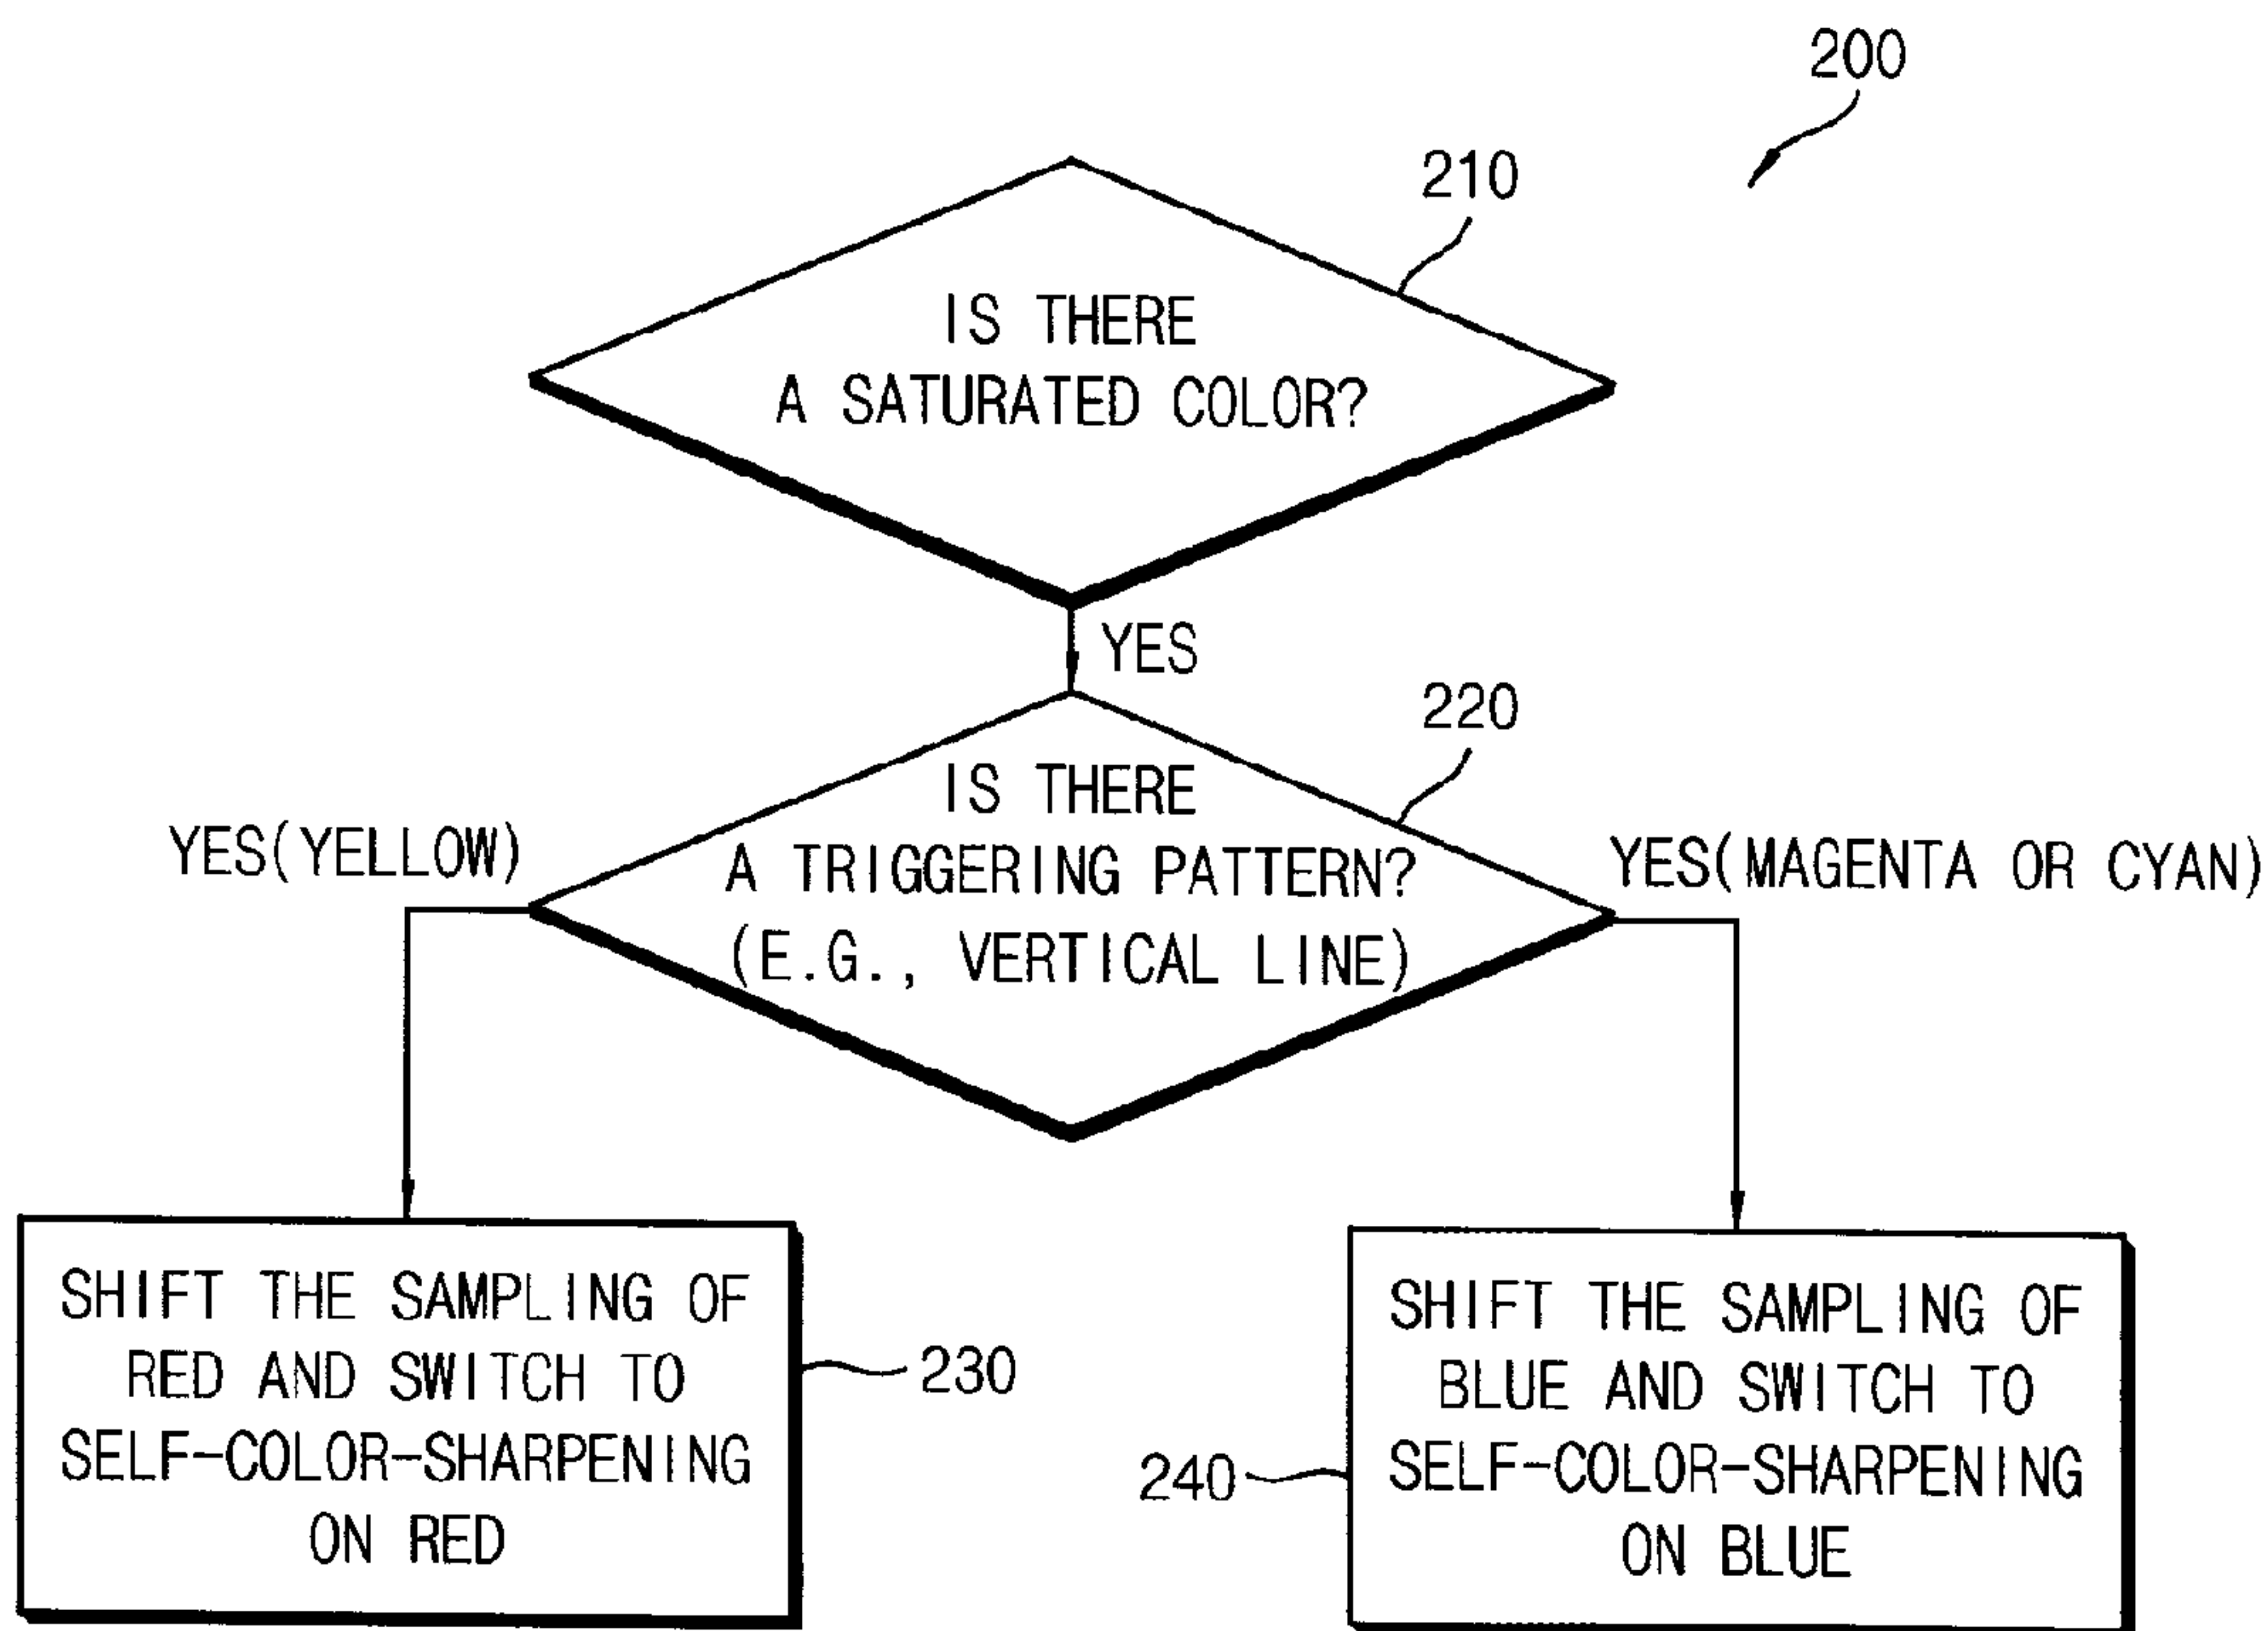 200
210
IS THERE
A SATURATED COLOR?
YES
220
IS THERE
A TRIGGERING PATTERN?
(E.G., VERTICAL LINE)
YES(YELLOW)
YES(MAGENTA OR CYAN)
SHIFT THE SAMPLING OF
RED AND SWITCH TO
SELF-COLOR-SHARPENING
ON RED
230
SHIFT THE SAMPLING OF
BLUE AND SWITCH TO
SELF-COLOR-SHARPENING
ON BLUE
240